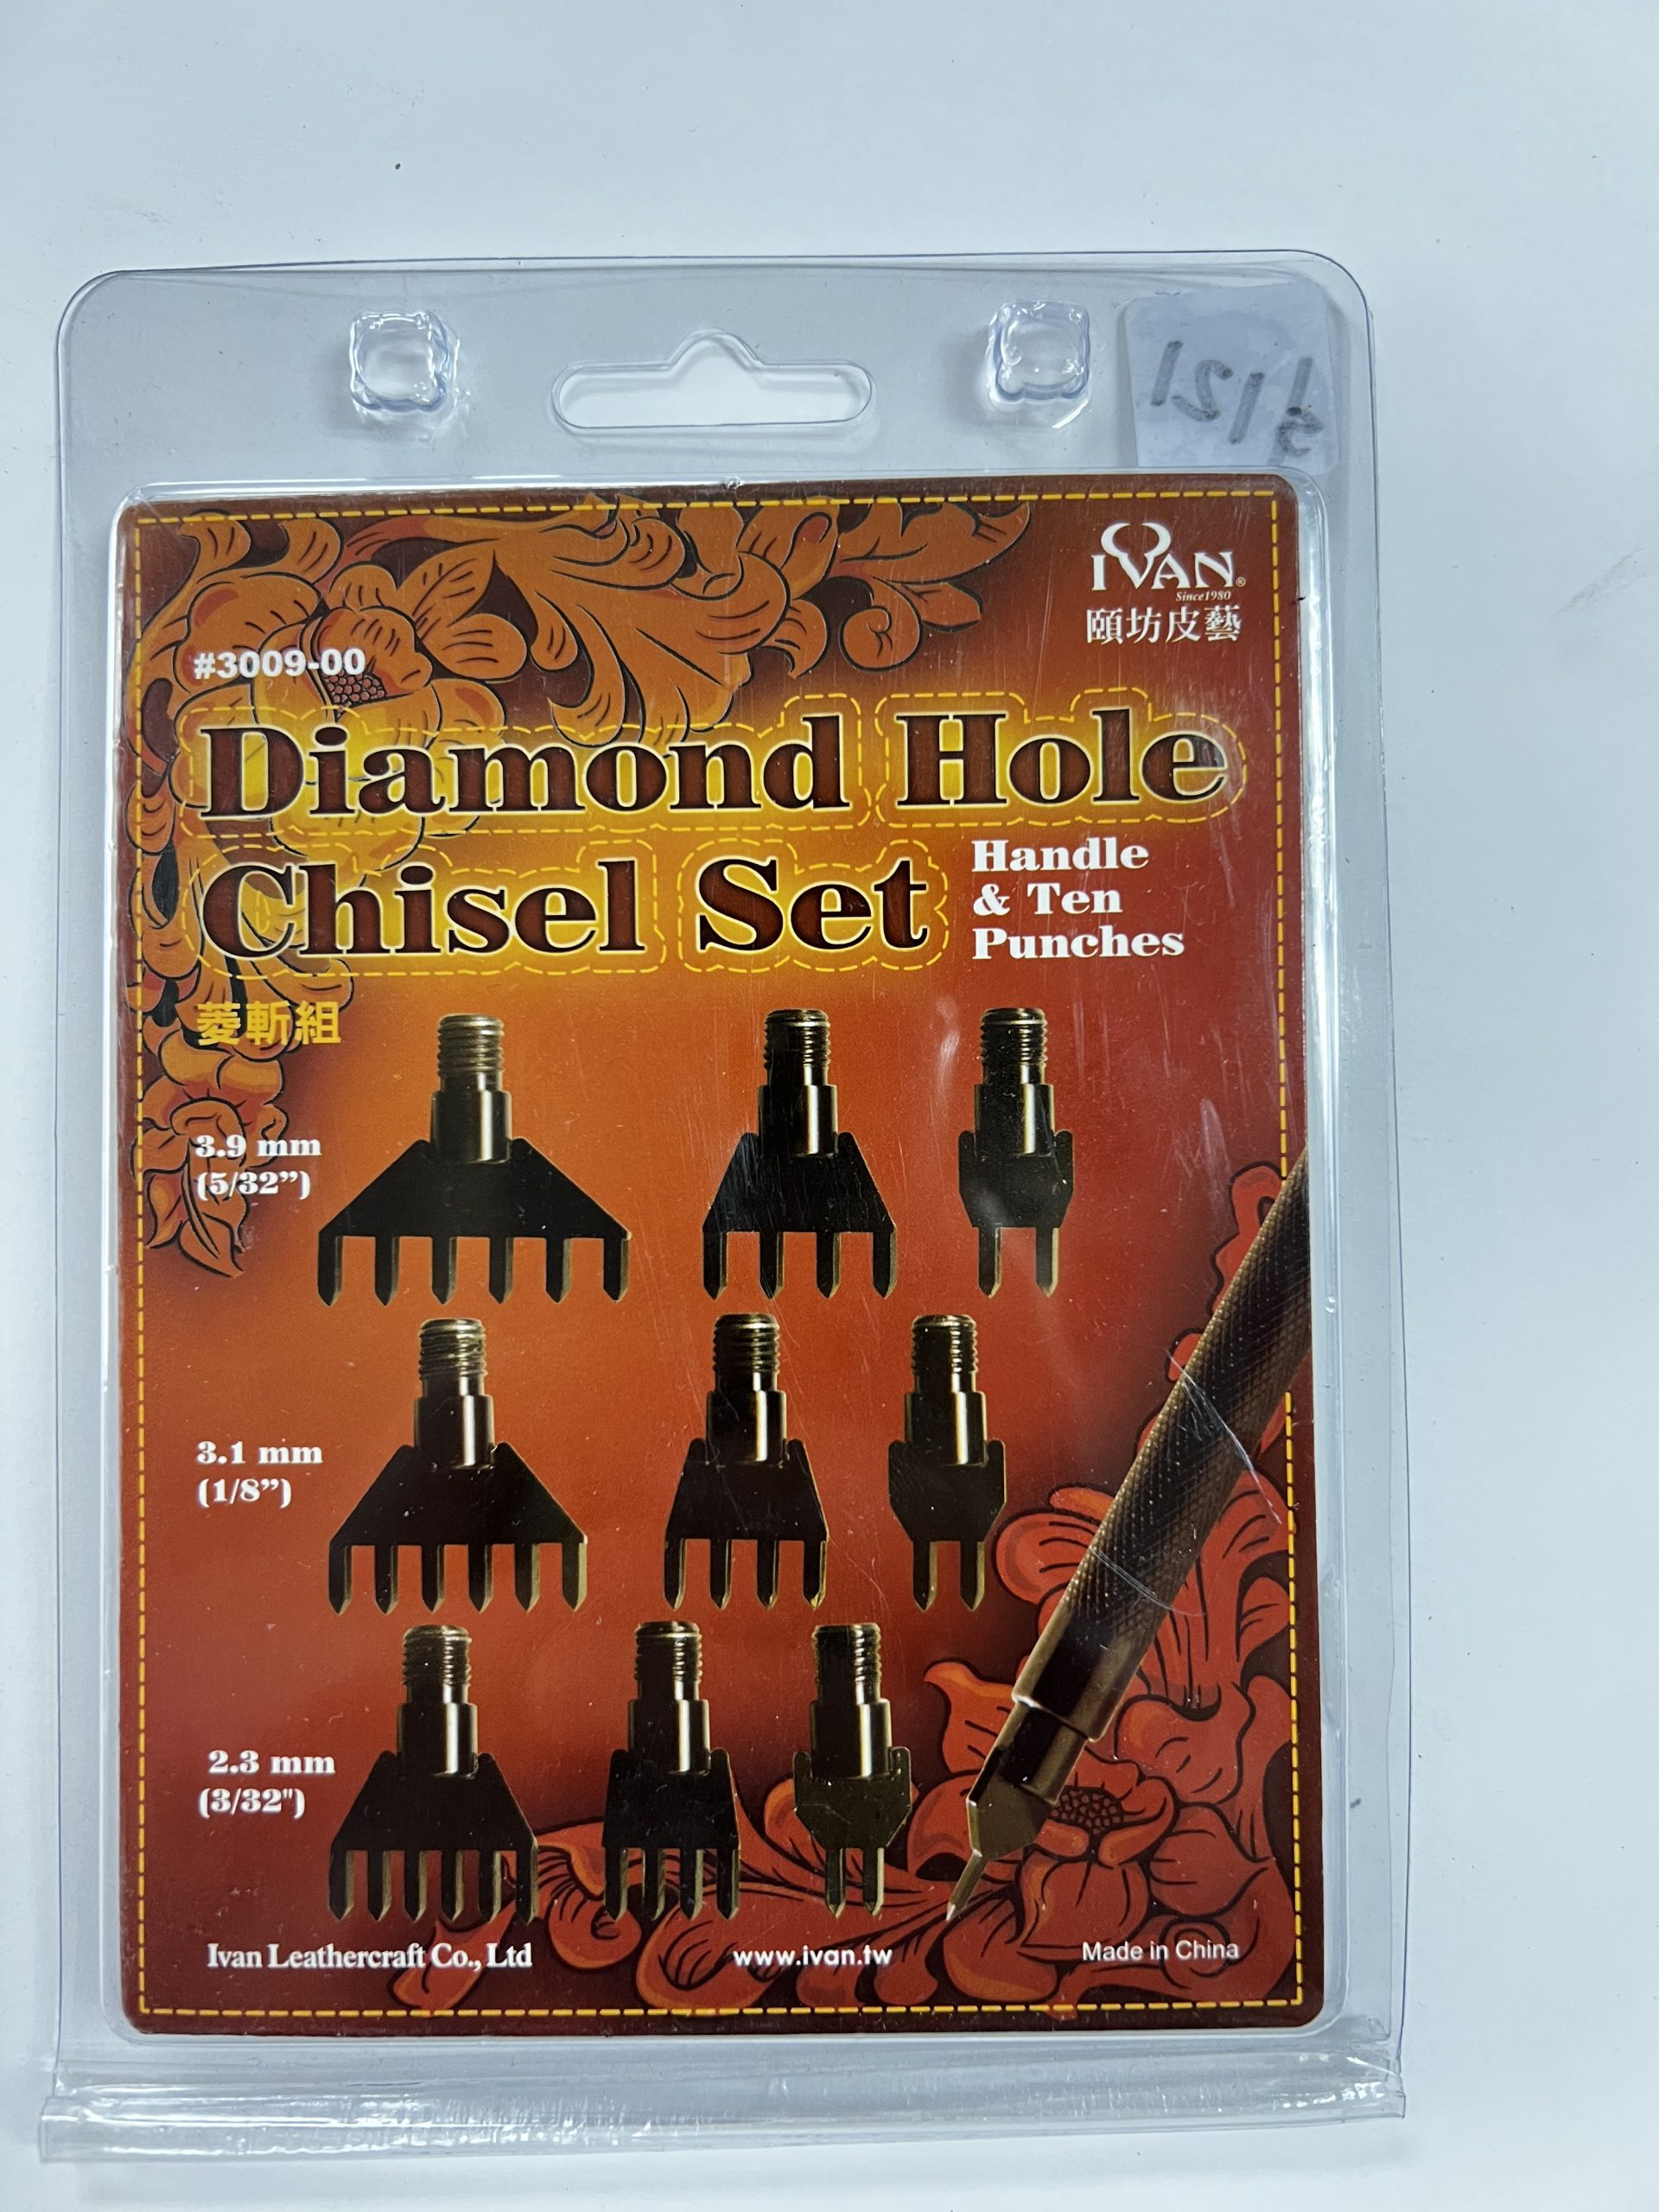 IVAN®
Since1980
頤坊皮藝
#3009-00
Diamond Hole
Chisel Set
Handle
& Ten
Punches
菱斬組
3.9 mm
(5/32”)
3.1 mm
(1/8”)
2.3 mm
(3/32")
Ivan Leathercraft Co., Ltd
www.ivan.tw
Made in China